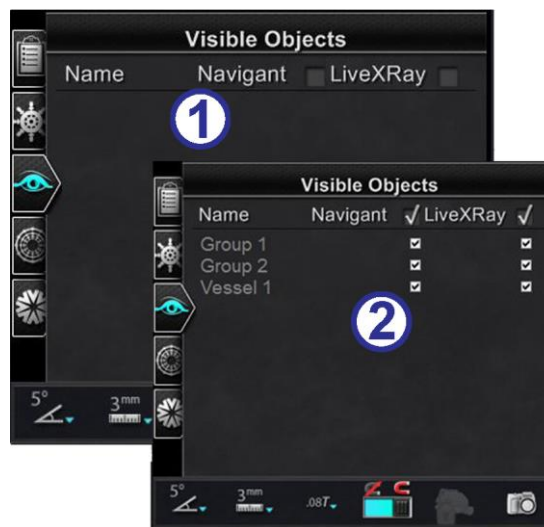 Visible Objects
Name Navigant LiveXRay
1
Visible Objects
Name Navigant LiveXRay
Group 1
Group 2
Vessel 1
2
5° 3mm
5° 3mm .08T